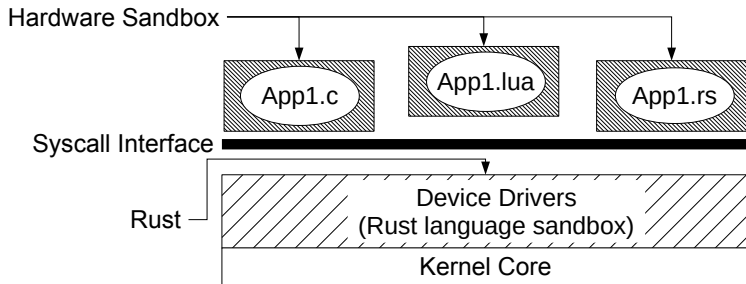 Hardware Sandbox
App1.c
App1.lua
App1.rs
Syscall Interface
Rust
Device Drivers
(Rust language sandbox)
Kernel Core